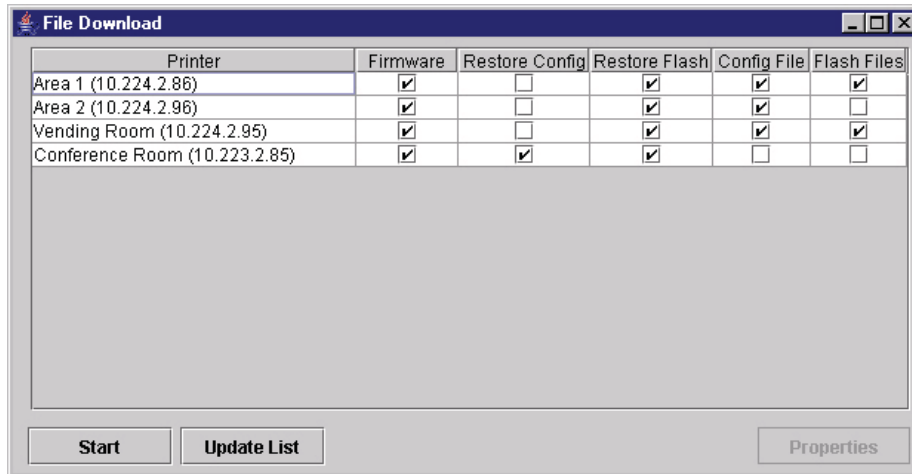 File Download
Printer Firmware Restore Config Restore Flash Config File Flash Files
Area 1 (10.224.2.86)
Area 2 (10.224.2.96)
Vending Room (10.224.2.95)
Conference Room (10.223.2.85)
Start Update List Properties